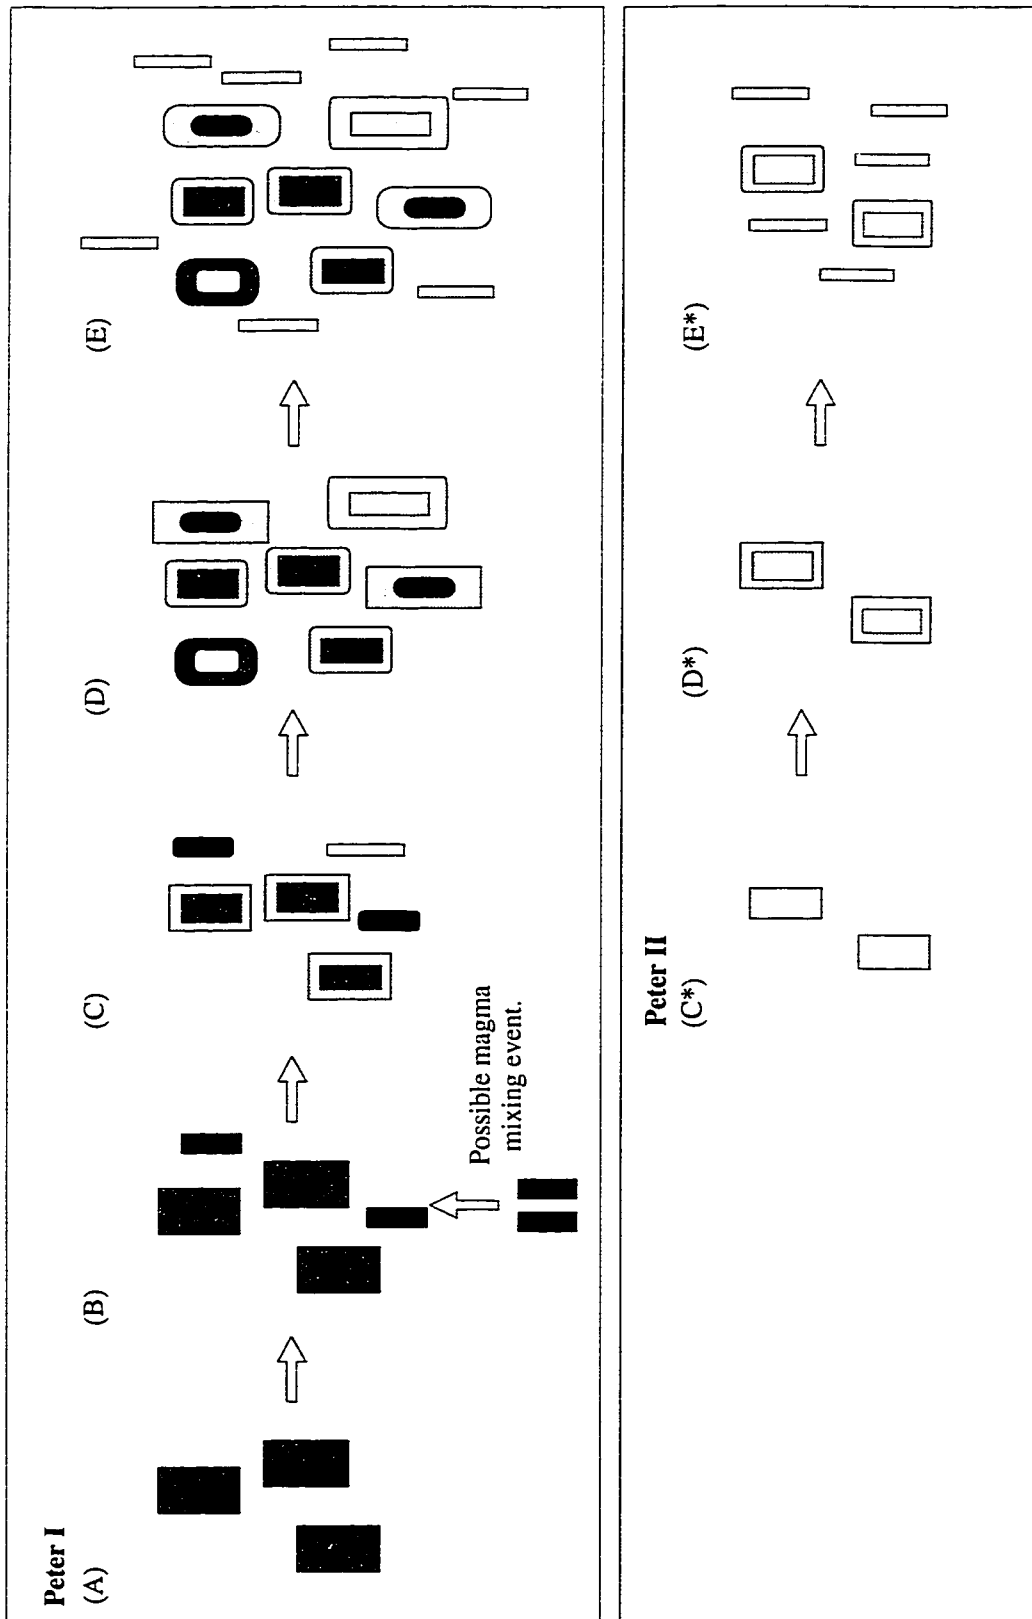 Peter I
(A)
(B)
Possible magma
mixing event.
(C)
(D)
(E)
Peter II
(C*)
(D*)
(E*)